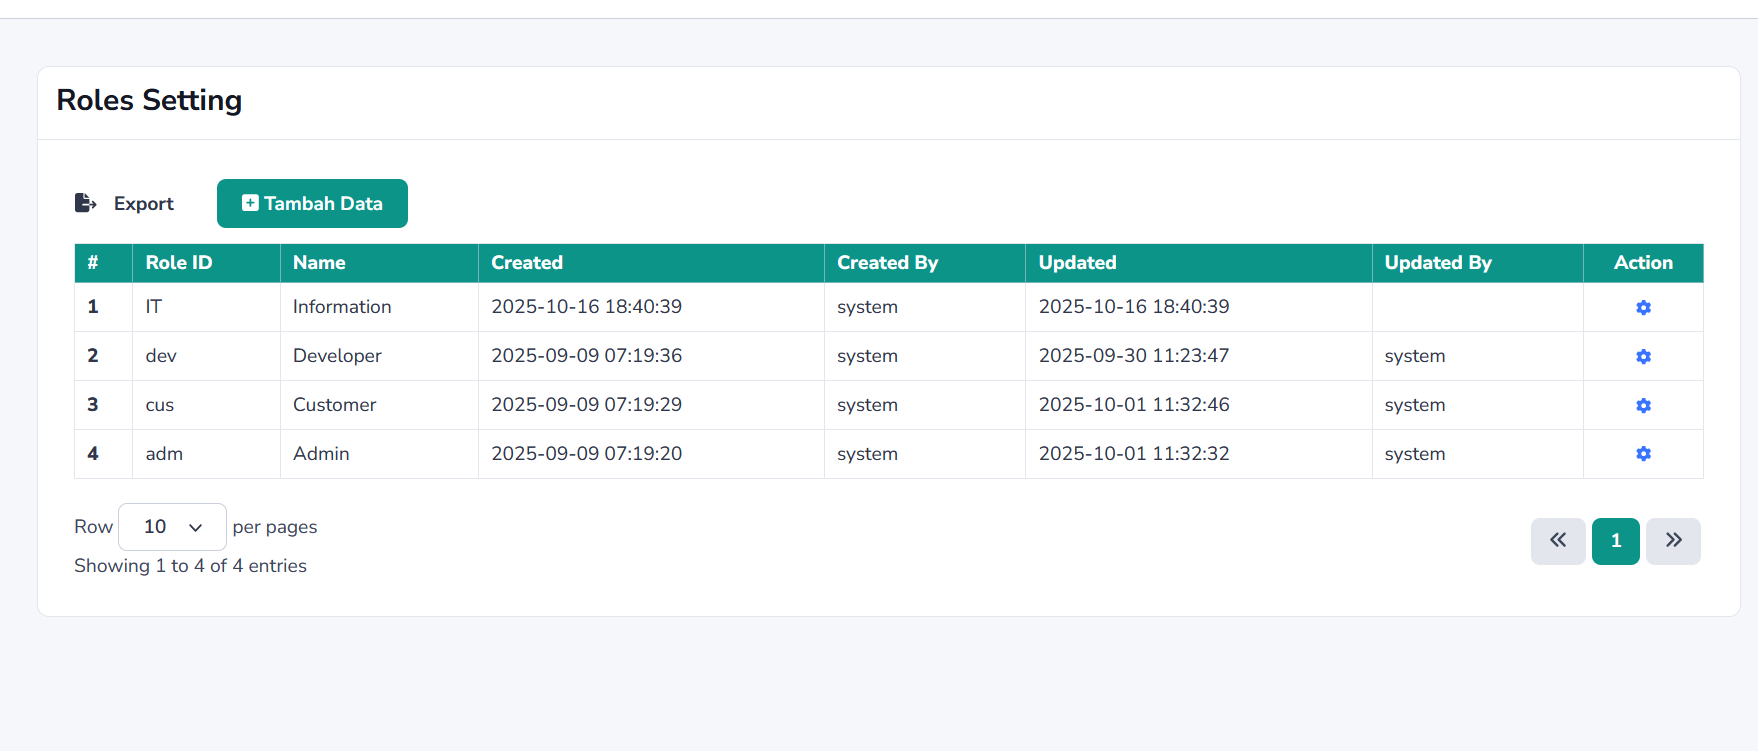 Roles Setting
Export
Tambah Data
# Role ID Name Created Created By Updated Updated By Action
1 IT Information 2025-10-16 18:40:39 system 2025-10-16 18:40:39
2 dev Developer 2025-09-09 07:19:36 system 2025-09-30 11:23:47 system
3 cus Customer 2025-09-09 07:19:29 system 2025-10-01 11:32:46 system
4 adm Admin 2025-09-09 07:19:20 system 2025-10-01 11:32:32 system
Row 10 per pages
« 1 »
Showing 1 to 4 of 4 entries